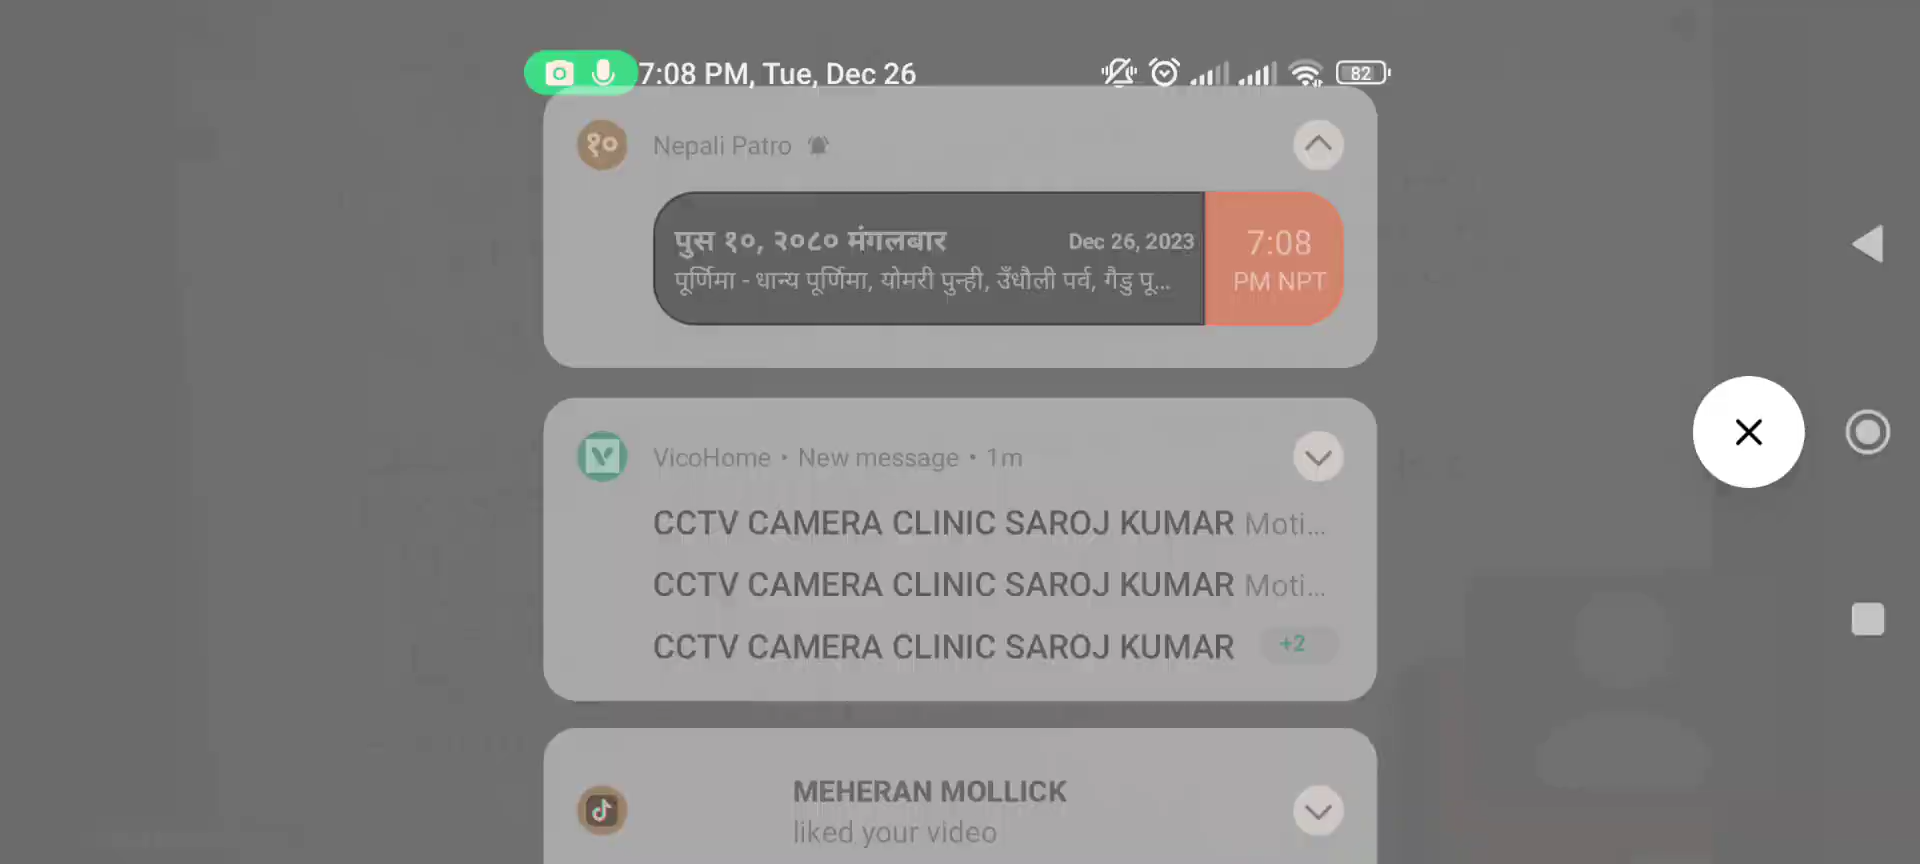 7:08 PM, Tue, Dec 26
82
१० Nepali Patro
पुस १०, २०८० मंगलबार Dec 26, 2023
पूर्णिमा - धान्य पूर्णिमा, योमरी पुन्ही, उँधौली पर्व, गैडु पू...
7:08
PM NPT
VicoHome • New message • 1m
CCTV CAMERA CLINIC SAROJ KUMAR Moti...
CCTV CAMERA CLINIC SAROJ KUMAR Moti...
CCTV CAMERA CLINIC SAROJ KUMAR +2
MEHERAN MOLLICK
liked your video